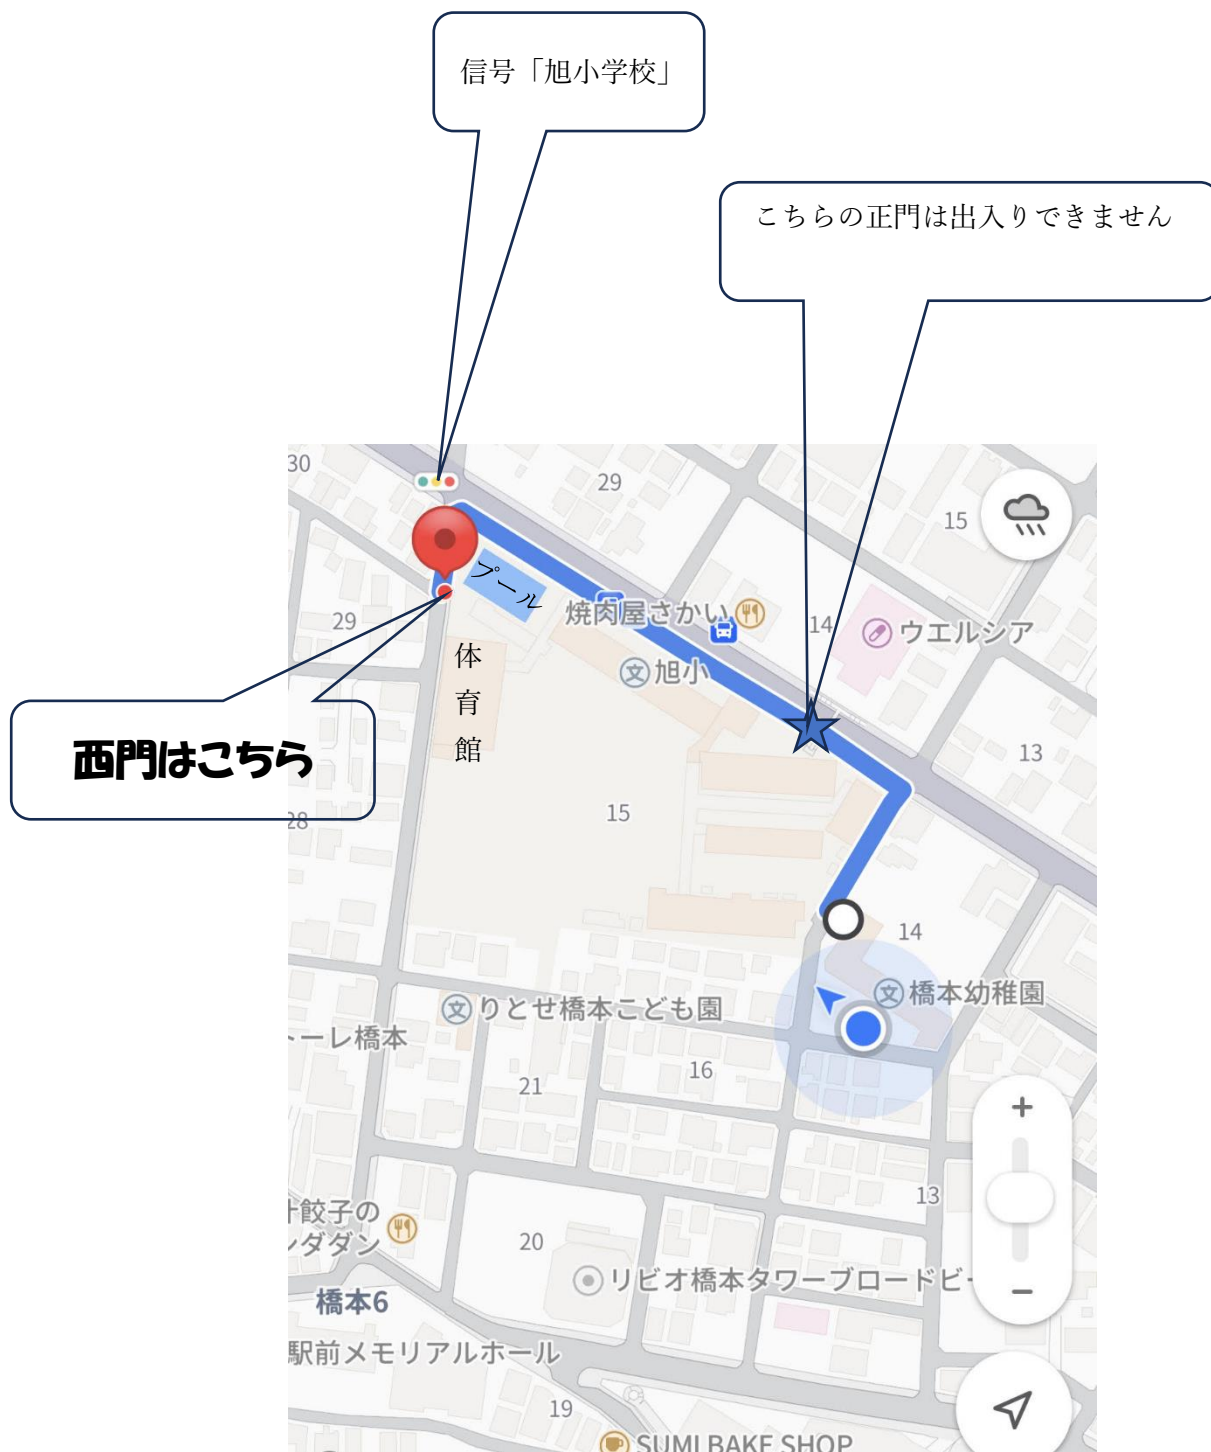 信号「旭小学校」
こちらの正門は出入りできません
30
29
15
プール
焼肉屋さかい
14
ウエルシア
29
体育館
旭小
西門はこちら
13
15
28
14
橋本幼稚園
りとせ橋本こども園
ーレ橋本
16
21
+
13
餃子の
ダダン
20
リビオ橋本タワーブロードビ
−
橋本6
駅前メモリアルホール
19
SUMI BAKE SHOP